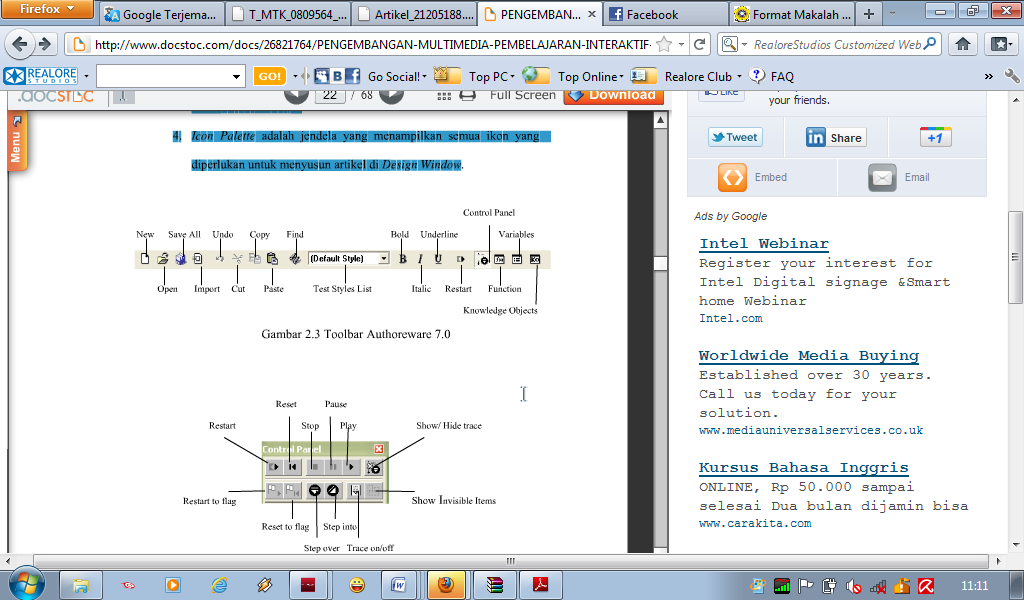 Firefox
Google Terjema...
T_MTK_0809564_...
Artikel_21205188....
PENGEMBAN...
Facebook
Format Makalah ...
http://www.docstoc.com/docs/26821764/PENGEMBANGAN-MULTIMEDIA-PEMBELAJARAN-INTERAKTIF-
RealoreStudios Customized Web
REALORE
STUDIOS
GO!
Go Social!
Top PC
Top Online
Realore Club
FAQ
»
22 / 68
Full Screen
Download
Menu
4. Icon Palette adalah jendela yang menampilkan semua ikon yang
diperlukan untuk menyusun artikel di Design Window.
Control Panel
New Save All Undo Copy Find Bold Underline Variables
(Default Style) B I U
Open Import Cut Paste Test Styles List Italic Restart Function
Knowledge Objects
Gambar 2.3 Toolbar Authoreware 7.0
Reset Pause
Restart Stop Play Show/ Hide trace
Control Panel
Restart to flag Show Invisible Items
Reset to flag Step into
Step over Trace on/off
Like
your friends.
Tweet
in Share
+1
Embed
Email
Ads by Google
Intel Webinar
Register your interest for
Intel Digital signage &Smart
home Webinar
Intel.com
Worldwide Media Buying
Established over 30 years.
Call us today for your
solution.
www.mediauniversalservices.co.uk
Kursus Bahasa Inggris
ONLINE, Rp 50.000 sampai
selesai Dua bulan dijamin bisa
www.carakita.com
11:11